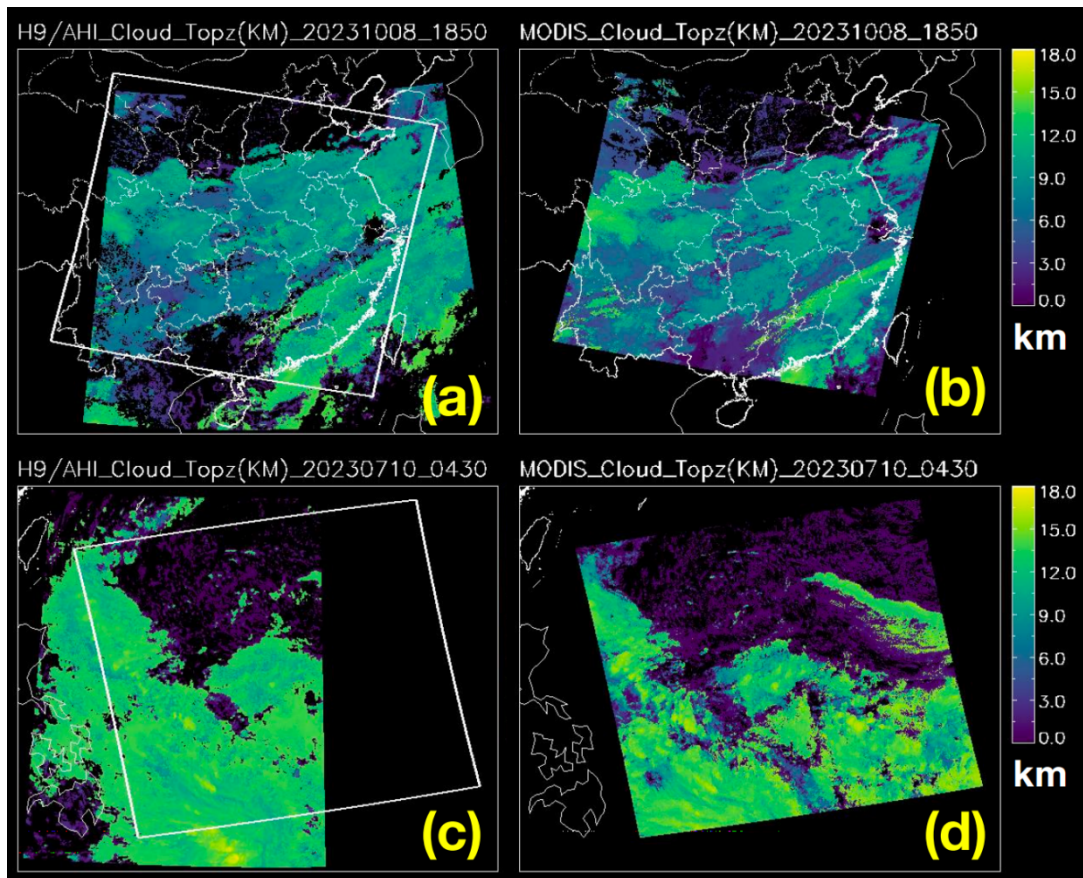 H9/AHI_Cloud_Topz(KM)_20231008_1850
MODIS_Cloud_Topz(KM)_20231008_1850
18.0
15.0
12.0
9.0
6.0
3.0
0.0
km
(a)
(b)
H9/AHI_Cloud_Topz(KM)_20230710_0430
MODIS_Cloud_Topz(KM)_20230710_0430
18.0
15.0
12.0
9.0
6.0
3.0
0.0
km
(c)
(d)